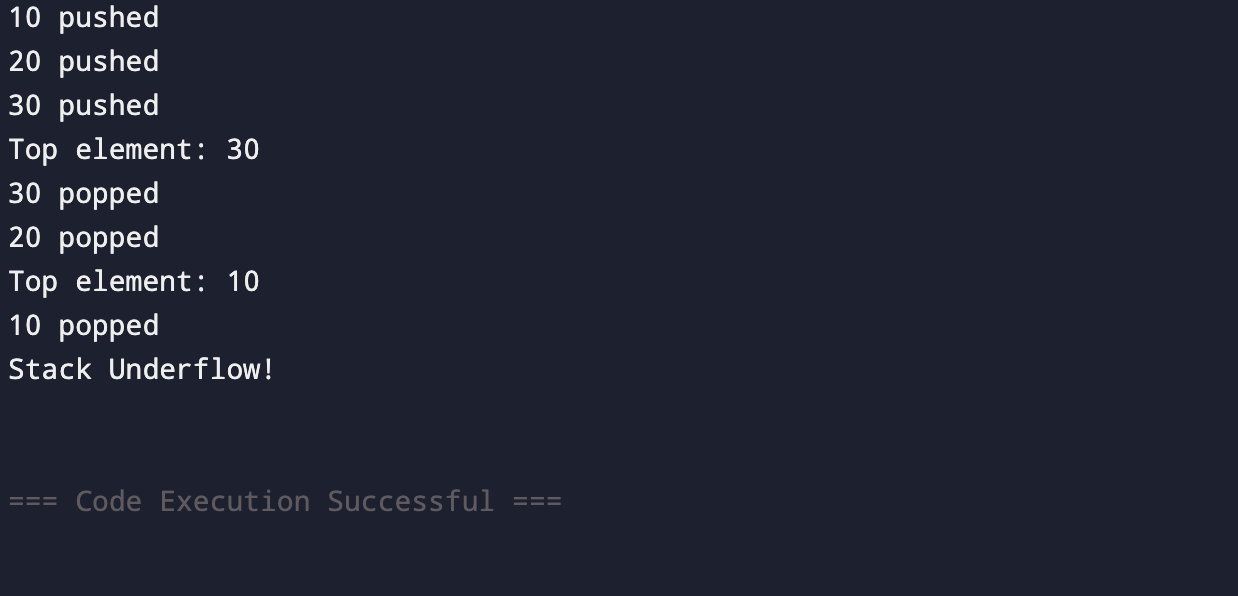 10 pushed
20 pushed
30 pushed
Top element: 30
30 popped
20 popped
Top element: 10
10 popped
Stack Underflow!
=== Code Execution Successful ===